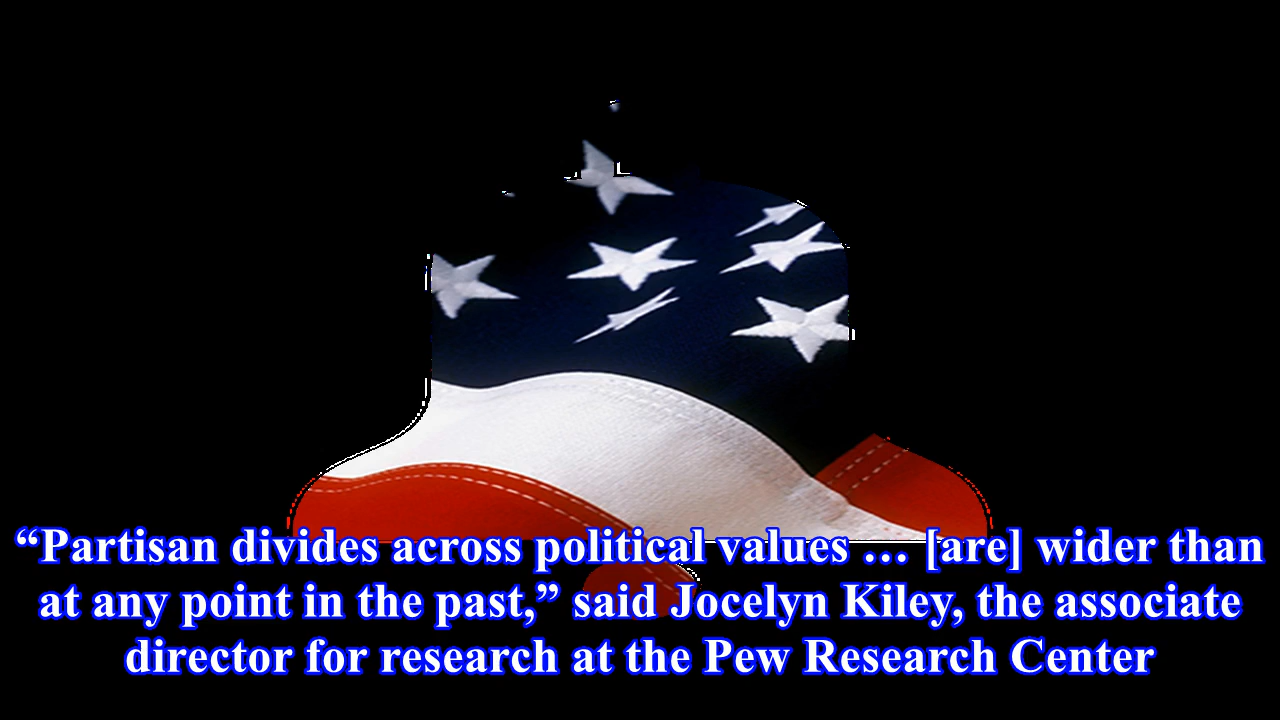 “Partisan divides across political values … [are] wider than
at any point in the past,” said Jocelyn Kiley, the associate
director for research at the Pew Research Center